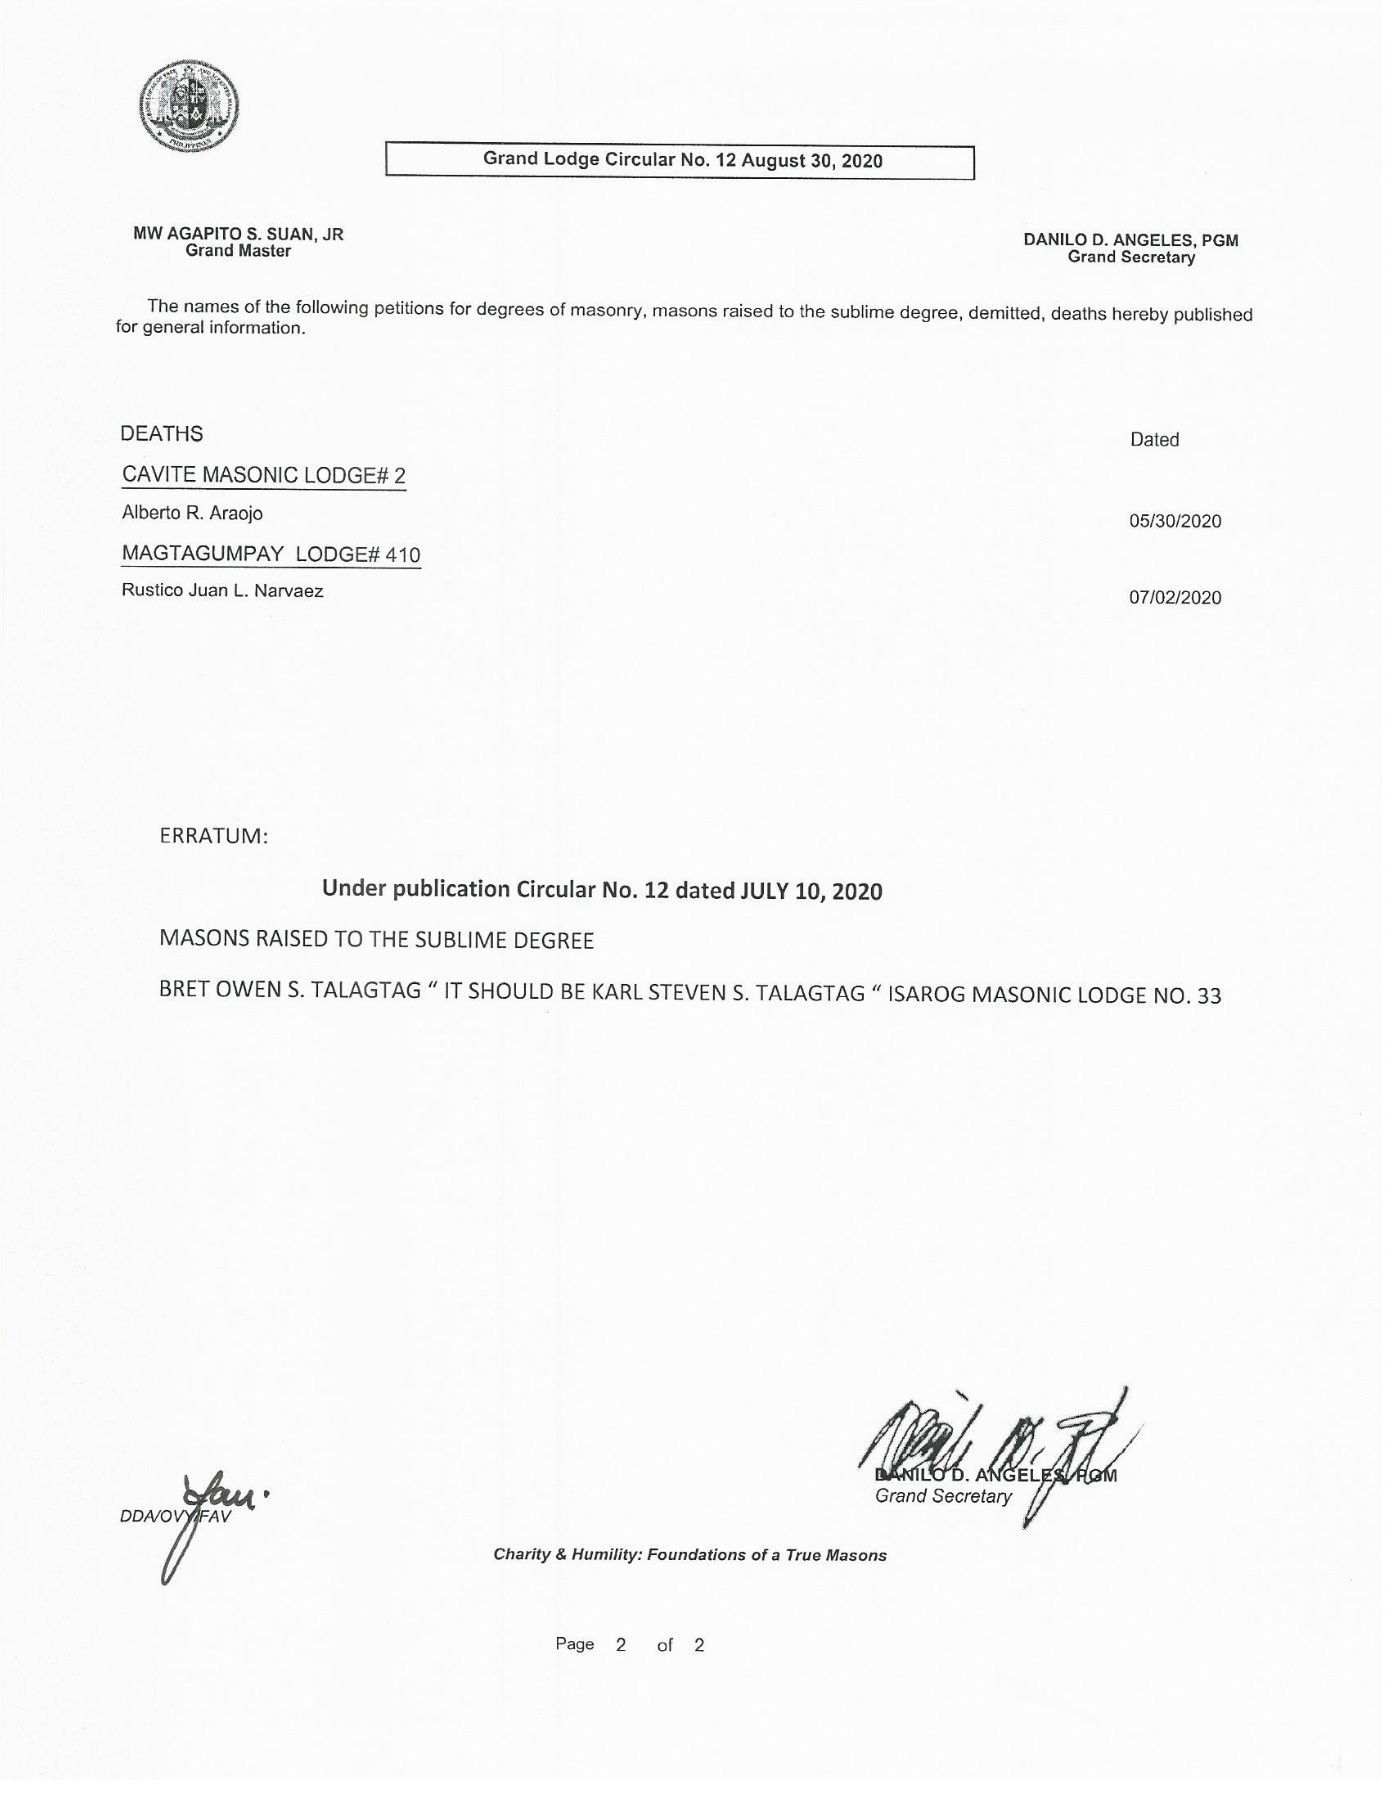 PHILIPPINES
Grand Lodge Circular No. 12 August 30, 2020
MW AGAPITO S. SUAN, JR
Grand Master
DANILO D. ANGELES, PGM
Grand Secretary
The names of the following petitions for degrees of masonry, masons raised to the sublime degree, demitted, deaths hereby published
for general information.
DEATHS Dated
CAVITE MASONIC LODGE# 2
Alberto R. Araojo 05/30/2020
MAGTAGUMPAY LODGE# 410
Rustico Juan L. Narvaez 07/02/2020
ERRATUM:
Under publication Circular No. 12 dated JULY 10, 2020
MASONS RAISED TO THE SUBLIME DEGREE
BRET OWEN S. TALAGTAG “ IT SHOULD BE KARL STEVEN S. TALAGTAG “ ISAROG MASONIC LODGE NO. 33
DANILO D. ANGELES, PGM
Grand Secretary
DDA/OVY/FAV
Charity & Humility: Foundations of a True Masons
Page 2 of 2